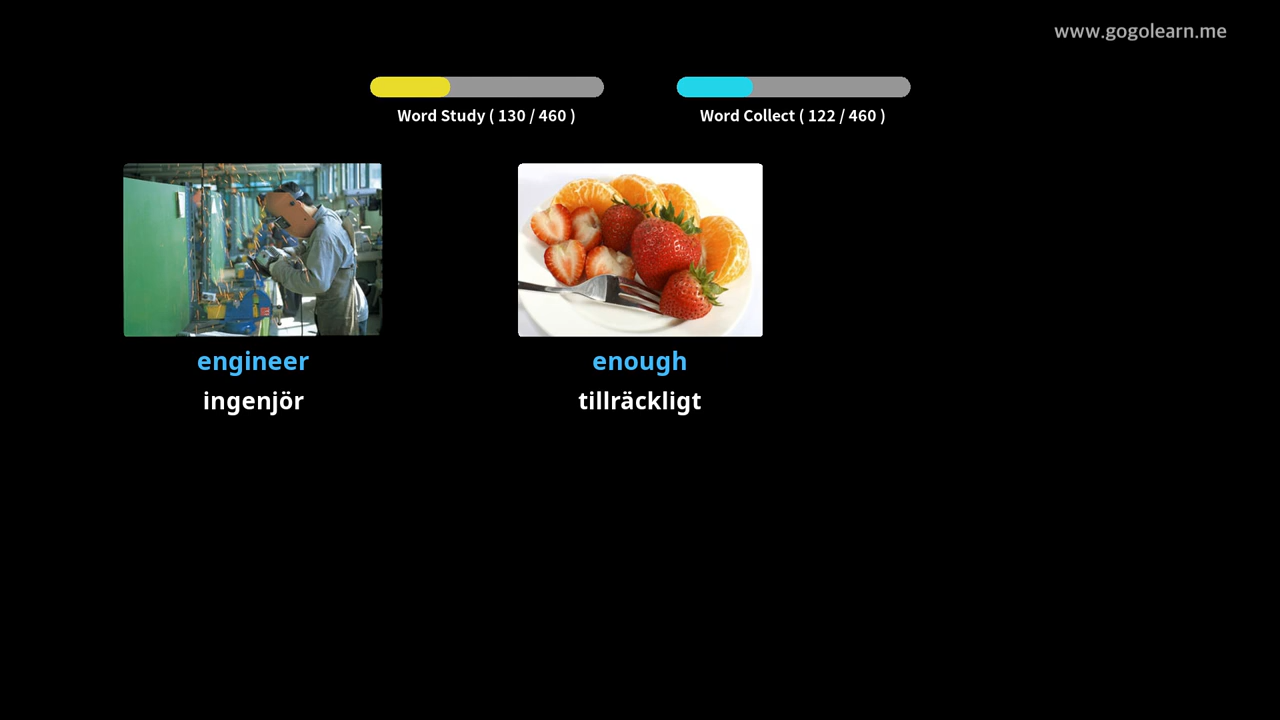 www.gogolearn.me
Word Study ( 130 / 460 )
Word Collect ( 122 / 460 )
engineer
ingenjör
enough
tillräckligt